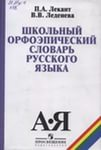 П.А. Лекант
В.В. Леденева
ШКОЛЬНЫЙ
ОРФОЭПИЧЕСКИЙ
СЛОВАРЬ
РУССКОГО
ЯЗЫКА
А-Я
ПРОСВЕЩЕНИЕ